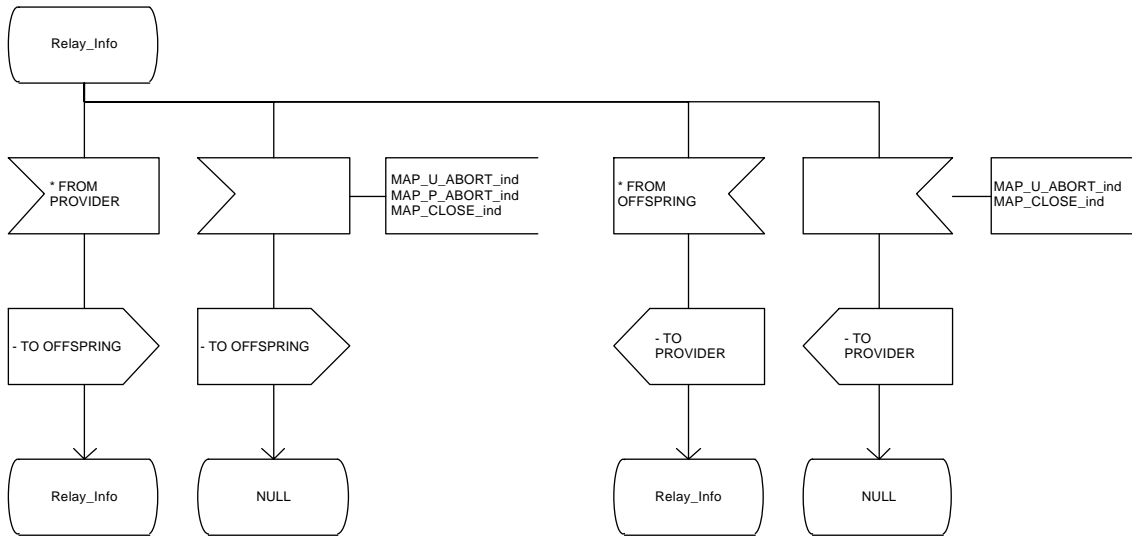 Relay_Info
* FROM
PROVIDER
MAP_U_ABORT_ind
MAP_P_ABORT_ind
MAP_CLOSE_ind
* FROM
OFFSPRING
MAP_U_ABORT_ind
MAP_CLOSE_ind
- TO OFFSPRING
- TO OFFSPRING
- TO
PROVIDER
- TO
PROVIDER
Relay_Info
NULL
Relay_Info
NULL